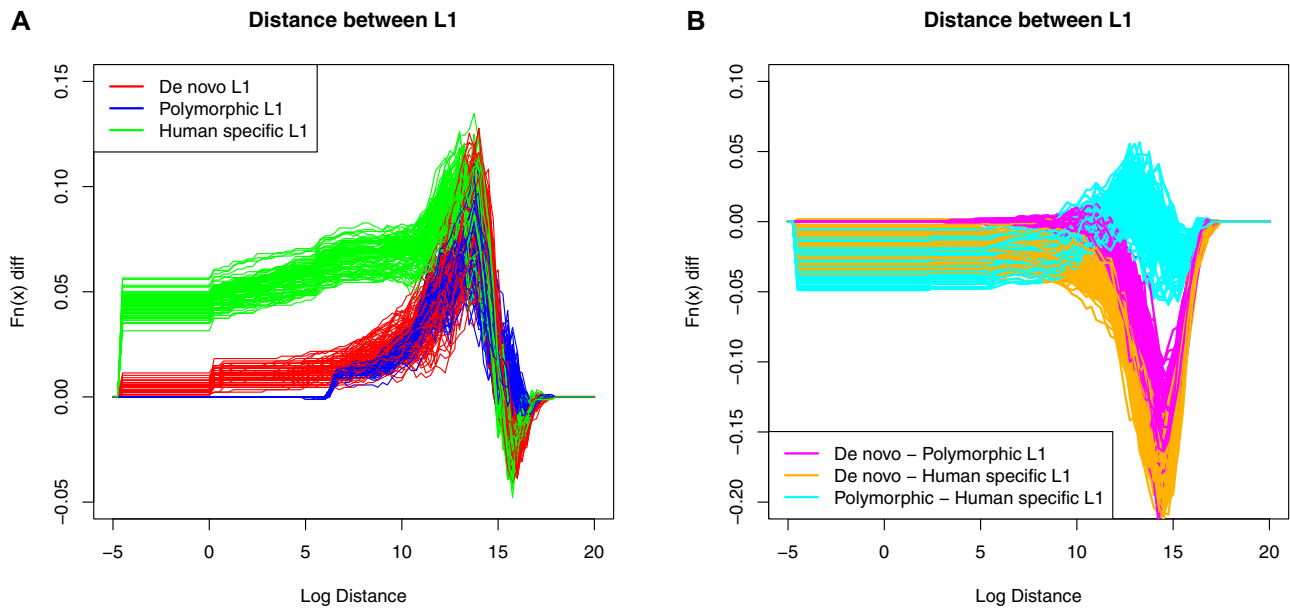 A
Distance between L1
Fn(x) diff
0.15
0.10
0.05
0.00
−0.05
De novo L1
Polymorphic L1
Human specific L1
−5 0 5 10 15 20
Log Distance
B
Distance between L1
Fn(x) diff
0.10
0.05
0.00
−0.05
−0.10
−0.15
−0.20
De novo − Polymorphic L1
De novo − Human specific L1
Polymorphic − Human specific L1
−5 0 5 10 15 20
Log Distance